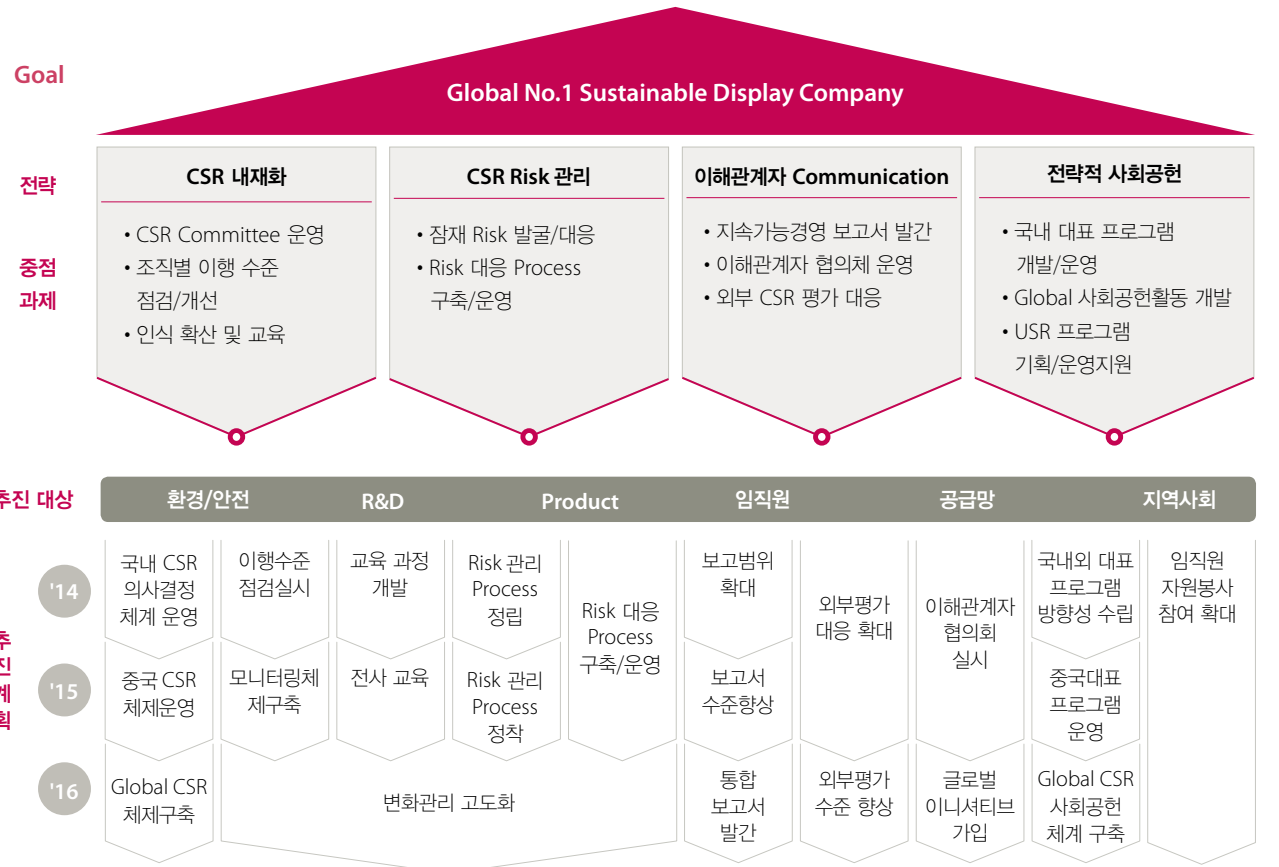 Goal
Global No.1 Sustainable Display Company
전략
CSR 내재화
CSR Risk 관리
이해관계자 Communication
전략적 사회공헌
중점
과제
• CSR Committee 운영
• 조직별 이행 수준
점검/개선
• 인식 확산 및 교육
• 잠재 Risk 발굴/대응
• Risk 대응 Process
구축/운영
• 지속가능경영 보고서 발간
• 이해관계자 협의체 운영
• 외부 CSR 평가 대응
• 국내 대표 프로그램
개발/운영
• Global 사회공헌활동 개발
• USR 프로그램
기획/운영지원
추진 대상
환경/안전
R&D
Product
임직원
공급망
지역사회
추
진
계
획
'14
국내 CSR
의사결정
체계 운영
이행수준
점검실시
교육 과정
개발
Risk 관리
Process
정립
Risk 대응
Process
구축/운영
보고범위
확대
외부평가
대응 확대
이해관계자
협의회
실시
국내외 대표
프로그램
방향성 수립
임직원
자원봉사
참여 확대
'15
중국 CSR
체제운영
모니터링체
제구축
전사 교육
Risk 관리
Process
정착
보고서
수준향상
중국대표
프로그램
운영
'16
Global CSR
체제구축
변화관리 고도화
통합
보고서
발간
외부평가
수준 향상
글로벌
이니셔티브
가입
Global CSR
사회공헌
체계 구축